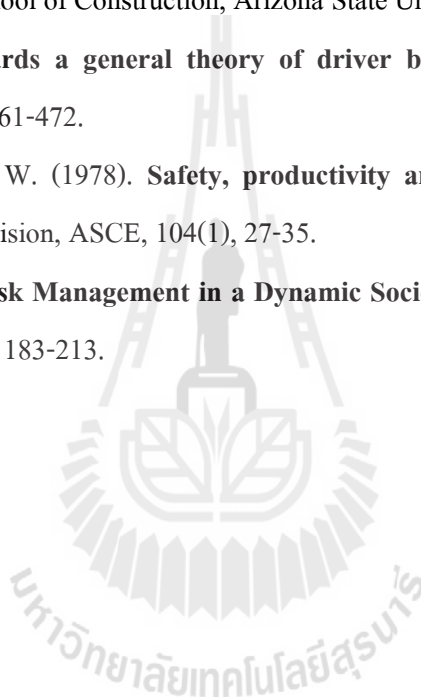 ool of Construction, Arizona State Un
ards a general theory of driver b
61-472.
W. (1978). Safety, productivity a
ision, ASCE, 104(1), 27-35.
sk Management in a Dynamic Soci
183-213.
มหาวิทยาลัยเทคโนโลยีสุรนารี